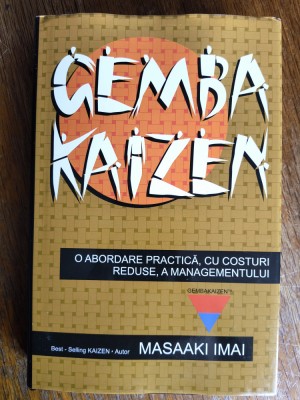 GEMBA
KAIZEN
O ABORDARE PRACTICĂ, CU COSTURI
REDUSE, A MANAGEMENTULUI
GEMBAKAIZEN
Best - Selling KAIZEN • Autor MASAAKI IMAI